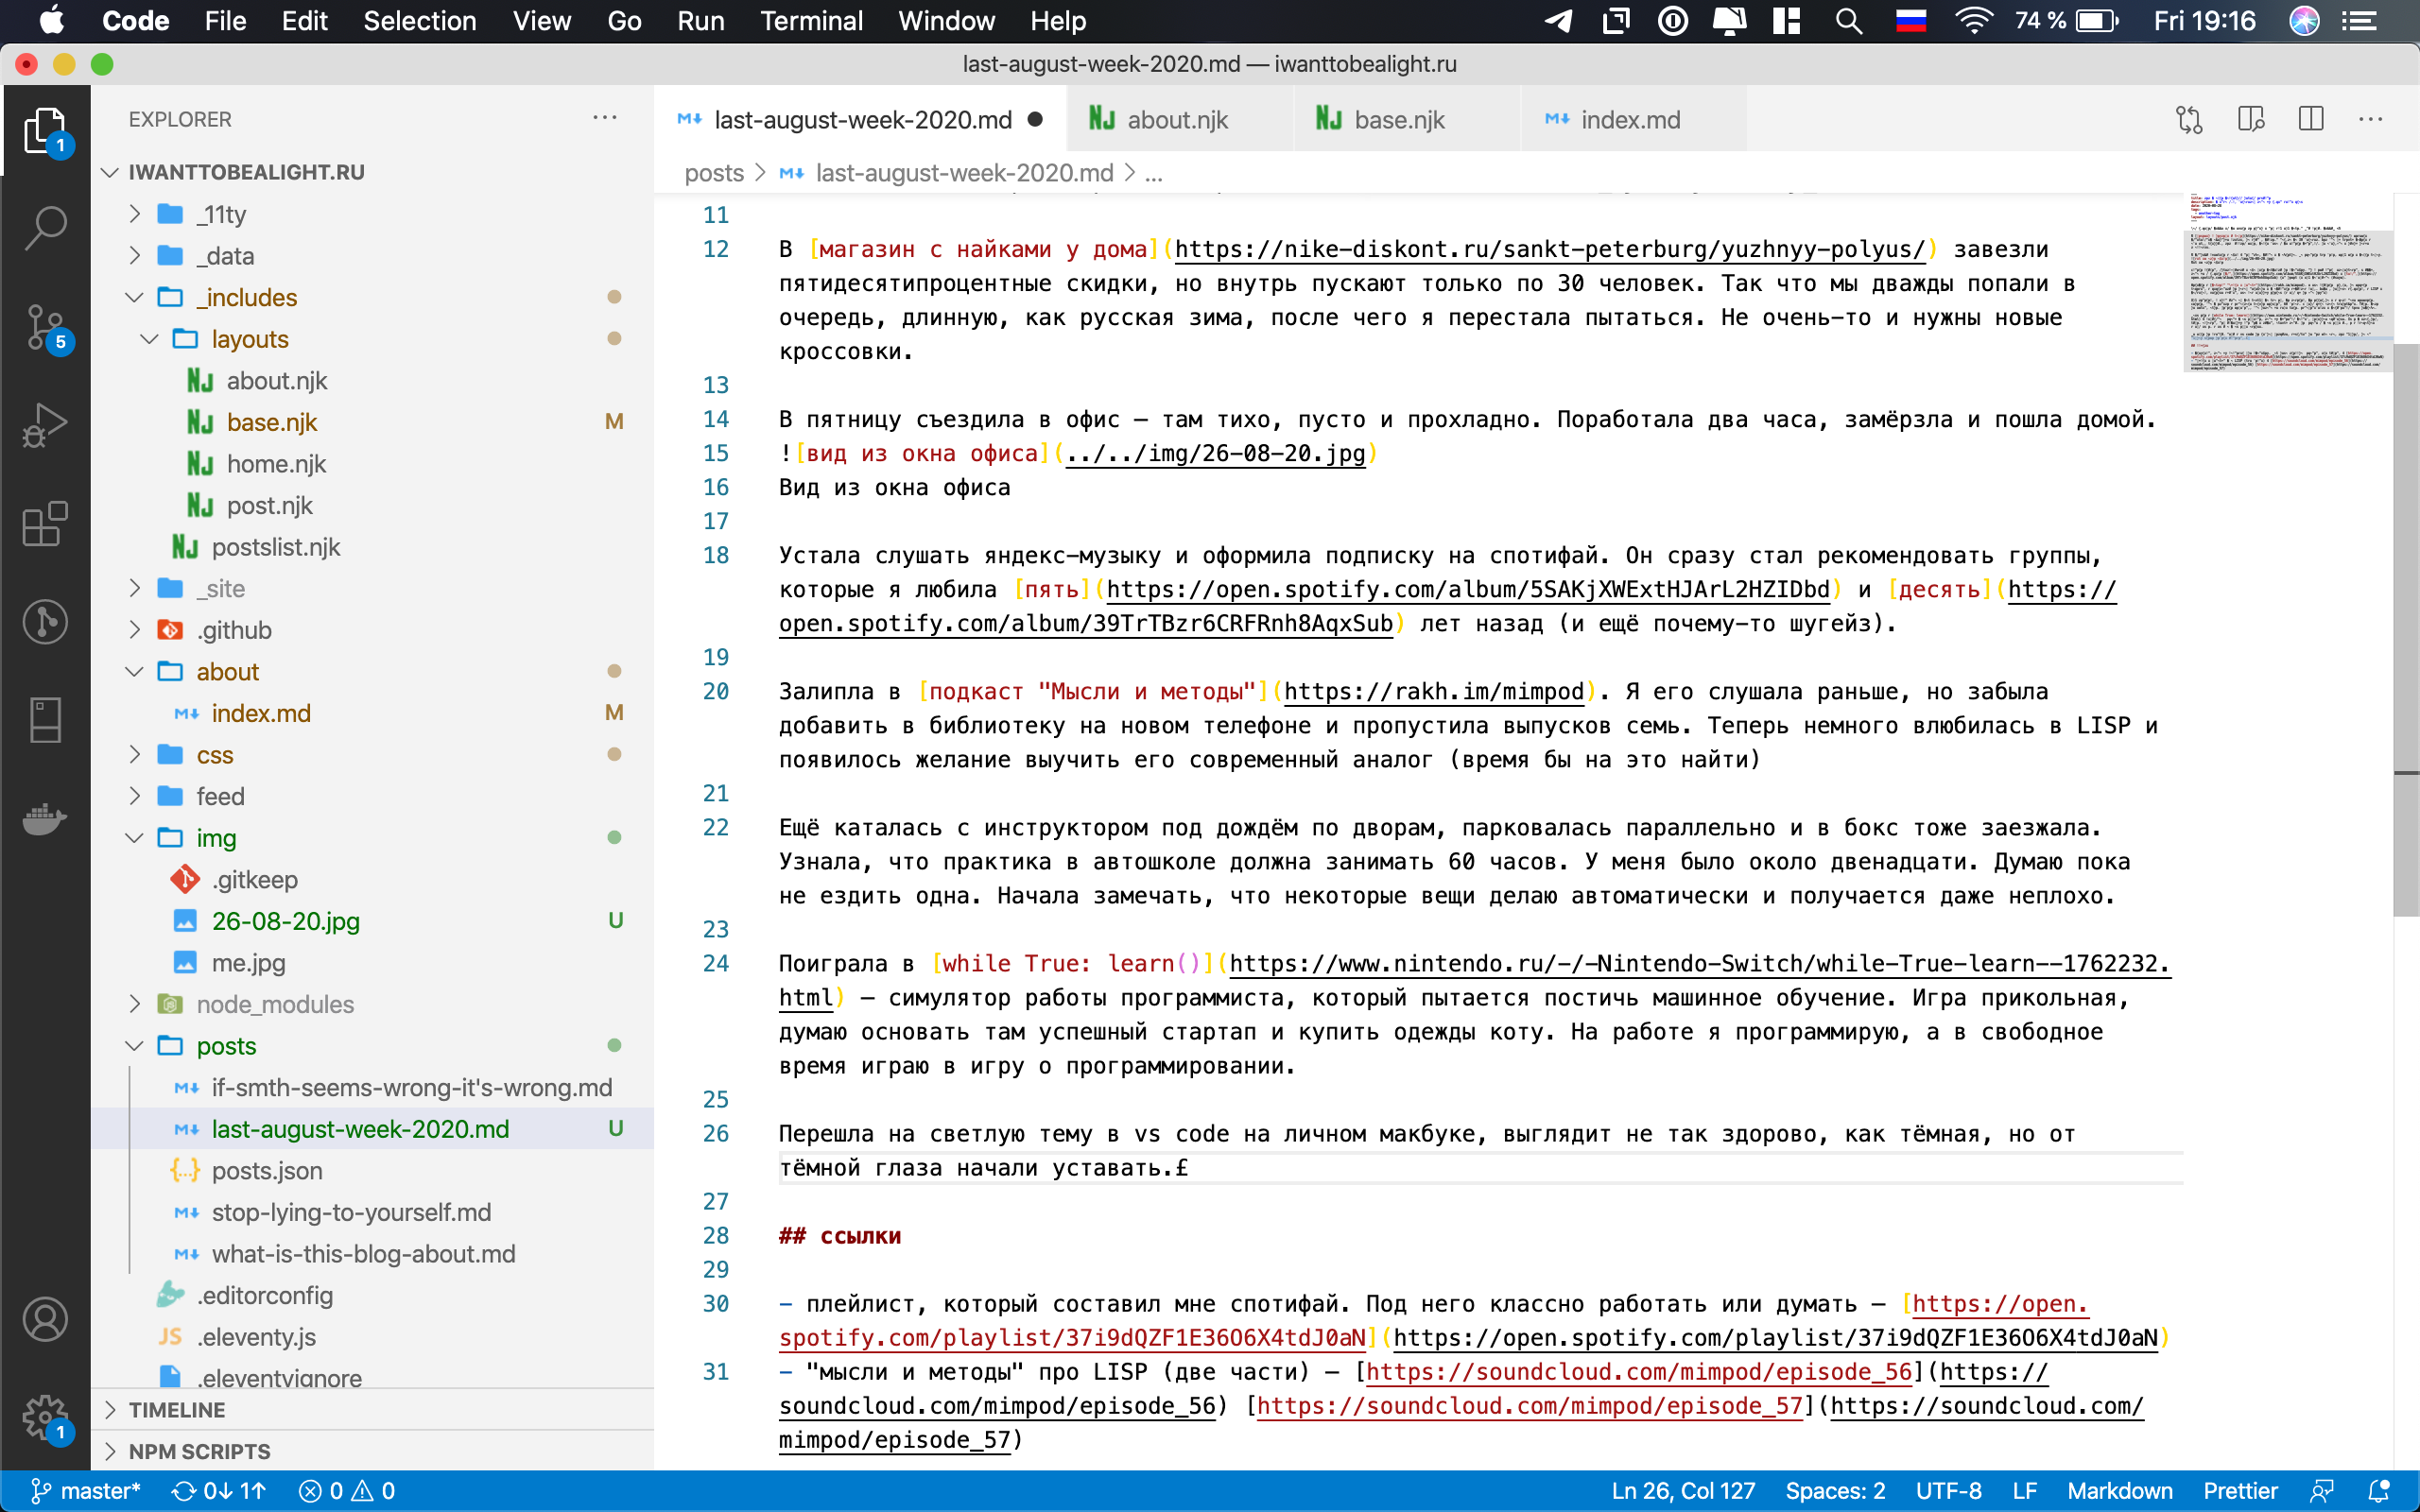 Code File Edit Selection View Go Run Terminal Window Help 74 % Fri 19:16
last-august-week-2020.md — iwanttobealight.ru
EXPLORER
IWANTTOBEALIGHT.RU
_11ty
_data
_includes
layouts
about.njk
base.njk M
home.njk
post.njk
postslist.njk
_site
.github
about
index.md M
css
feed
img
.gitkeep
26-08-20.jpg U
me.jpg
node_modules
posts
if-smth-seems-wrong-it's-wrong.md
last-august-week-2020.md U
posts.json
stop-lying-to-yourself.md
what-is-this-blog-about.md
.editorconfig
JS .eleventy.js
.eleventyignore
TIMELINE
NPM SCRIPTS
1
5
1
last-august-week-2020.md about.njk base.njk index.md
posts > last-august-week-2020.md > ...
11
12 В [магазин с найками у дома](https://nike-diskont.ru/sankt-peterburg/yuzhnyy-polyus/) завезли
пятидесятипроцентные скидки, но внутрь пускают только по 30 человек. Так что мы дважды попали в
очередь, длинную, как русская зима, после чего я перестала пытаться. Не очень-то и нужны новые
кроссовки.
13
14 В пятницу съездила в офис — там тихо, пусто и прохладно. Поработала два часа, замёрзла и пошла домой.
15 ![вид из окна офиса](../../img/26-08-20.jpg)
16 Вид из окна офиса
17
18 Устала слушать яндекс-музыку и оформила подписку на спотифай. Он сразу стал рекомендовать группы,
которые я любила [пять](https://open.spotify.com/album/5SAKjXWExtHJArL2HZIDbd) и [десять](https://
open.spotify.com/album/39TrTBzr6CRFRnh8AqxSub) лет назад (и ещё почему-то шугейз).
19
20 Залипла в [подкаст "Мысли и методы"](https://rakh.im/mimpod). Я его слушала раньше, но забыла
добавить в библиотеку на новом телефоне и пропустила выпусков семь. Теперь немного влюбилась в LISP и
появилось желание выучить его современный аналог (время бы на это найти)
21
22 Ещё каталась с инструктором под дождём по дворам, парковалась параллельно и в бокс тоже заезжала.
Узнала, что практика в автошколе должна занимать 60 часов. У меня было около двенадцати. Думаю пока
не ездить одна. Начала замечать, что некоторые вещи делаю автоматически и получается даже неплохо.
23
24 Поиграла в [while True: learn()](https://www.nintendo.ru/-/-Nintendo-Switch/while-True-learn--1762232.
html) — симулятор работы программиста, который пытается постичь машинное обучение. Игра прикольная,
думаю основать там успешный стартап и купить одежды коту. На работе я программирую, а в свободное
время играю в игру о программировании.
25
26 Перешла на светлую тему в vs code на личном макбуке, выглядит не так здорово, как тёмная, но от
тёмной глаза начали уставать.£
27
28 ## ссылки
29
30 - плейлист, который составил мне спотифай. Под него классно работать или думать — [https://open.
spotify.com/playlist/37i9dQZF1E36O6X4tdJ0aN](https://open.spotify.com/playlist/37i9dQZF1E36O6X4tdJ0aN)
31 - "мысли и методы" про LISP (две части) — [https://soundcloud.com/mimpod/episode_56](https://
soundcloud.com/mimpod/episode_56) [https://soundcloud.com/mimpod/episode_57](https://soundcloud.com/
mimpod/episode_57)
master* 0↓ 1↑ 0 0 Ln 26, Col 127 Spaces: 2 UTF-8 LF Markdown Prettier